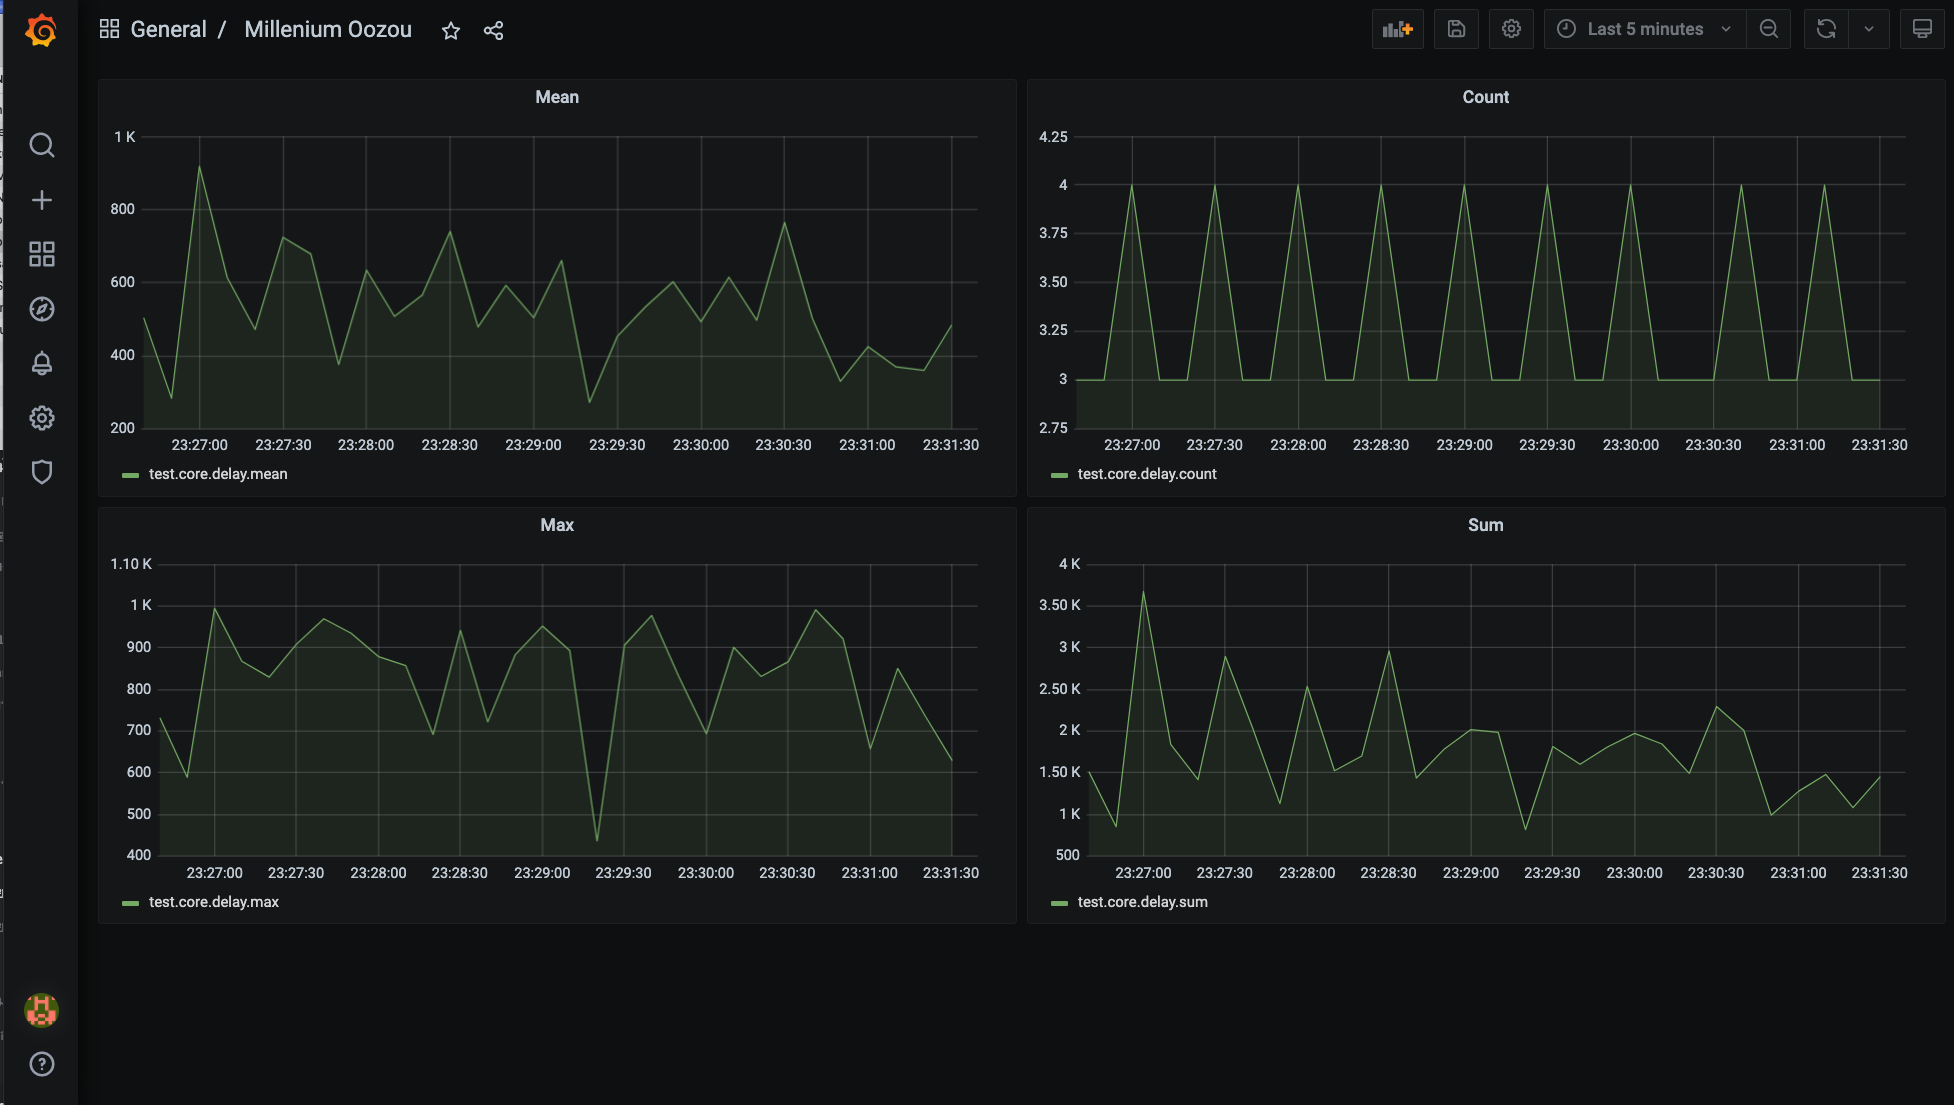 General / Millenium Oozou
Last 5 minutes
Mean
1 K
800
600
400
200
23:27:00 23:27:30 23:28:00 23:28:30 23:29:00 23:29:30 23:30:00 23:30:30 23:31:00 23:31:30
test.core.delay.mean
Count
4.25
4
3.75
3.50
3.25
3
2.75
23:27:00 23:27:30 23:28:00 23:28:30 23:29:00 23:29:30 23:30:00 23:30:30 23:31:00 23:31:30
test.core.delay.count
Max
1.10 K
1 K
900
800
700
600
500
400
23:27:00 23:27:30 23:28:00 23:28:30 23:29:00 23:29:30 23:30:00 23:30:30 23:31:00 23:31:30
test.core.delay.max
Sum
4 K
3.50 K
3 K
2.50 K
2 K
1.50 K
1 K
500
23:27:00 23:27:30 23:28:00 23:28:30 23:29:00 23:29:30 23:30:00 23:30:30 23:31:00 23:31:30
test.core.delay.sum